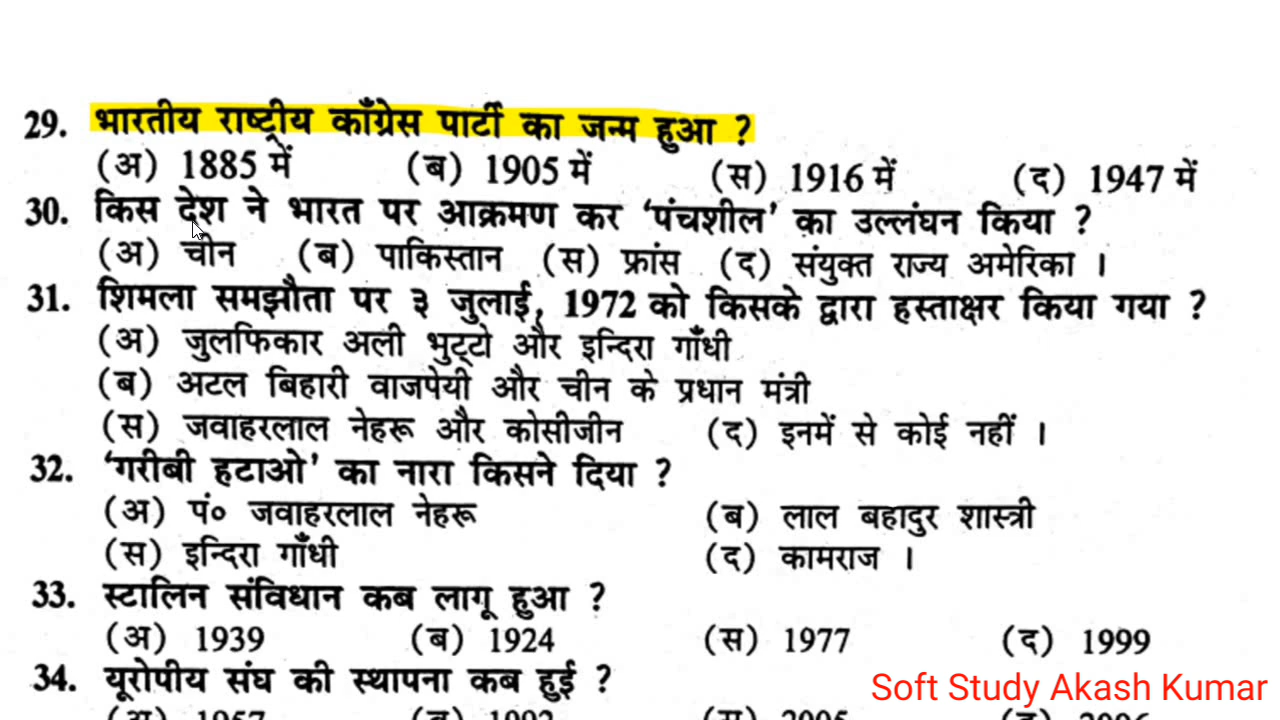 29. भारतीय राष्ट्रीय काँग्रेस पार्टी का जन्म हुआ ?
(अ) 1885 में (ब) 1905 में (स) 1916 में (द) 1947 में
30. किस देश ने भारत पर आक्रमण कर ‘पंचशील’ का उल्लंघन किया ?
(अ) चीन (ब) पाकिस्तान (स) फ्रांस (द) संयुक्त राज्य अमेरिका ।
31. शिमला समझौता पर ३ जुलाई, 1972 को किसके द्वारा हस्ताक्षर किया गया ?
(अ) जुलफिकार अली भुट्टो और इन्दिरा गाँधी
(ब) अटल बिहारी वाजपेयी और चीन के प्रधान मंत्री
(स) जवाहरलाल नेहरू और कोसीजीन (द) इनमें से कोई नहीं ।
32. ‘गरीबी हटाओ’ का नारा किसने दिया ?
(अ) पं० जवाहरलाल नेहरू (ब) लाल बहादुर शास्त्री
(स) इन्दिरा गाँधी (द) कामराज ।
33. स्टालिन संविधान कब लागू हुआ ?
(अ) 1939 (ब) 1924 (स) 1977 (द) 1999
34. यूरोपीय संघ की स्थापना कब हुई ?
Soft Study Akash Kumar